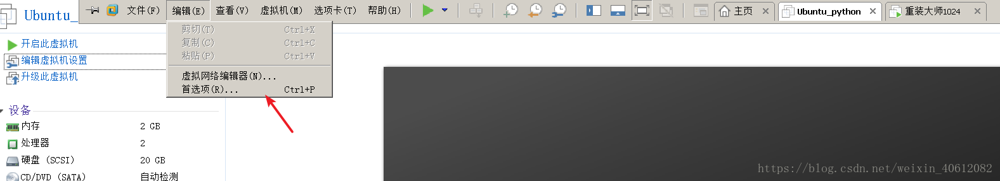 Ubuntu_
文件(F) 编辑(E) 查看(V) 虚拟机(M) 选项卡(T) 帮助(H) 主页 Ubuntu_python 重装大师1024
剪切(T) Ctrl+X
复制(C) Ctrl+C
粘贴(P) Ctrl+V
虚拟网络编辑器(N)...
首选项(R)... Ctrl+P
开启此虚拟机
编辑虚拟机设置
升级此虚拟机
设备
内存 2 GB
处理器 2
硬盘 (SCSI) 20 GB
CD/DVD (SATA) 自动检测
https://blog.csdn.net/weixin_40612082